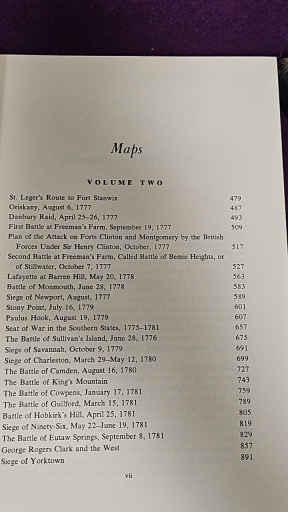 Maps
VOLUME TWO
St. Leger's Route to Fort Stanwix 479
Oriskany, August 6, 1777 487
Danbury Raid, April 25-26, 1777 493
First Battle at Freeman's Farm, September 19, 1777 509
Plan of the Attack on Forts Clinton and Montgomery by the British
Forces Under Sir Henry Clinton, October, 1777 517
Second Battle at Freeman's Farm, Called Battle of Bemis Heights, or
of Stillwater, October 7, 1777 527
Lafayette at Barren Hill, May 20, 1778 563
Battle of Monmouth, June 28, 1778 583
Siege of Newport, August, 1777 589
Stony Point, July 16, 1779 601
Paulus Hook, August 19, 1779 607
Seat of War in the Southern States, 1775-1781 657
The Battle of Sullivan's Island, June 28, 1776 675
Siege of Savannah, October 9, 1779 691
Siege of Charleston, March 29-May 12, 1780 699
The Battle of Camden, August 16, 1780 727
The Battle of King's Mountain 743
The Battle of Cowpens, January 17, 1781 759
The Battle of Guilford, March 15, 1781 789
Battle of Hobkirk's Hill, April 25, 1781 805
Siege of Ninety-Six, May 22-June 19, 1781 819
The Battle of Eutaw Springs, September 8, 1781 829
George Rogers Clark and the West 857
Siege of Yorktown 891
vii